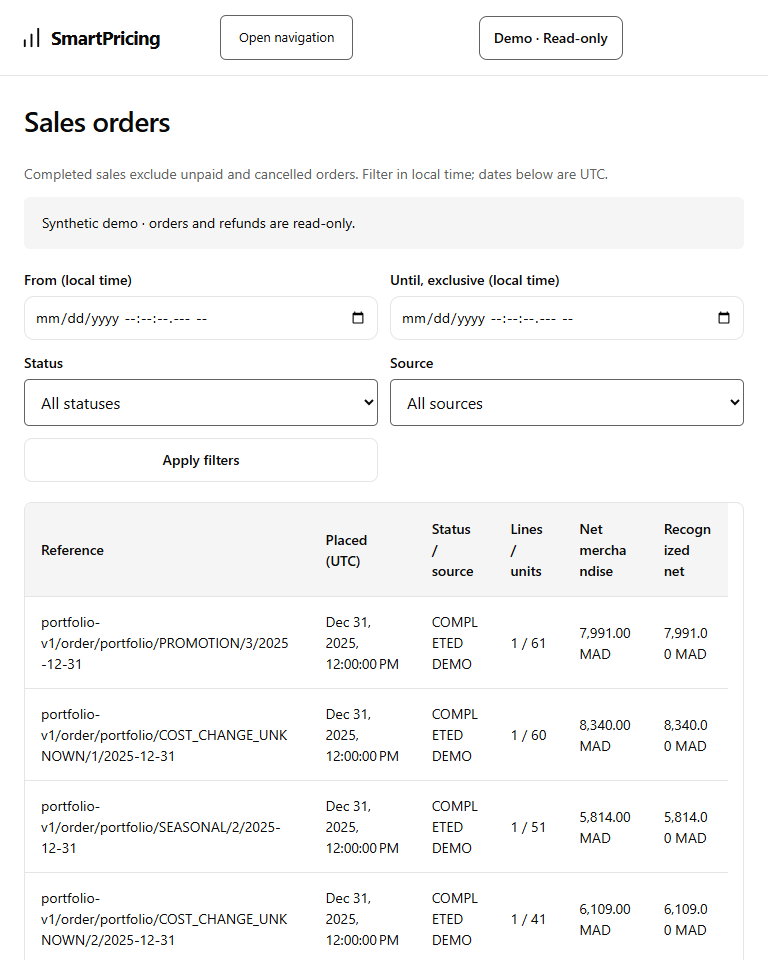 SmartPricing
Open navigation
Demo · Read-only
Sales orders
Completed sales exclude unpaid and cancelled orders. Filter in local time; dates below are UTC.
Synthetic demo · orders and refunds are read-only.
From (local time)
Until, exclusive (local time)
mm/dd/yyyy --:--:--.--- --
mm/dd/yyyy --:--:--.--- --
Status
Source
All statuses
All sources
Apply filters
Reference
Placed
(UTC)
Status
/
source
Lines
/
units
Net
mercha
ndise
Recogn
ized
net
portfolio-
v1/order/portfolio/PROMOTION/3/2025
-12-31
Dec 31,
2025,
12:00:00 PM
COMPL
ETED
DEMO
1 / 61
7,991.00
MAD
7,991.0
0 MAD
portfolio-
v1/order/portfolio/COST_CHANGE_UNK
NOWN/1/2025-12-31
Dec 31,
2025,
12:00:00 PM
COMPL
ETED
DEMO
1 / 60
8,340.00
MAD
8,340.0
0 MAD
portfolio-
v1/order/portfolio/SEASONAL/2/2025-
12-31
Dec 31,
2025,
12:00:00 PM
COMPL
ETED
DEMO
1 / 51
5,814.00
MAD
5,814.0
0 MAD
portfolio-
v1/order/portfolio/COST_CHANGE_UNK
NOWN/2/2025-12-31
Dec 31,
2025,
12:00:00 PM
COMPL
ETED
DEMO
1 / 41
6,109.00
MAD
6,109.0
0 MAD